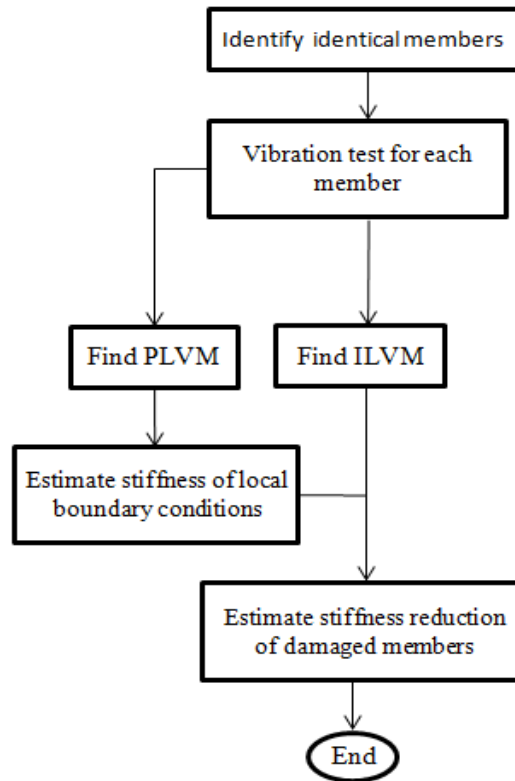 Identify identical members
Vibration test for each
member
Find PLVM
Find ILVM
Estimate stiffness of local
boundary conditions
Estimate stiffness reduction
of damaged members
End